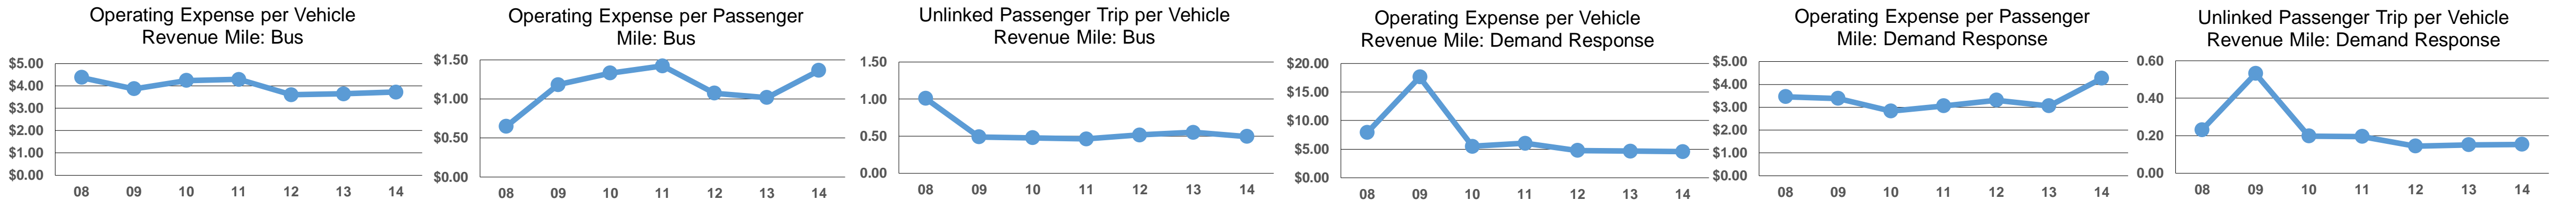 Operating Expense per Vehicle
Revenue Mile: Bus
$5.00
$4.00
$3.00
$2.00
$1.00
$0.00
08 09 10 11 12 13 14
Operating Expense per Passenger
Mile: Bus
$1.50
$1.00
$0.50
$0.00
08 09 10 11 12 13 14
Unlinked Passenger Trip per Vehicle
Revenue Mile: Bus
1.50
1.00
0.50
0.00
08 09 10 11 12 13 14
Operating Expense per Vehicle
Revenue Mile: Demand Response
$20.00
$15.00
$10.00
$5.00
$0.00
08 09 10 11 12 13 14
Operating Expense per Passenger
Mile: Demand Response
$5.00
$4.00
$3.00
$2.00
$1.00
$0.00
08 09 10 11 12 13 14
Unlinked Passenger Trip per Vehicle
Revenue Mile: Demand Response
0.60
0.40
0.20
0.00
08 09 10 11 12 13 14